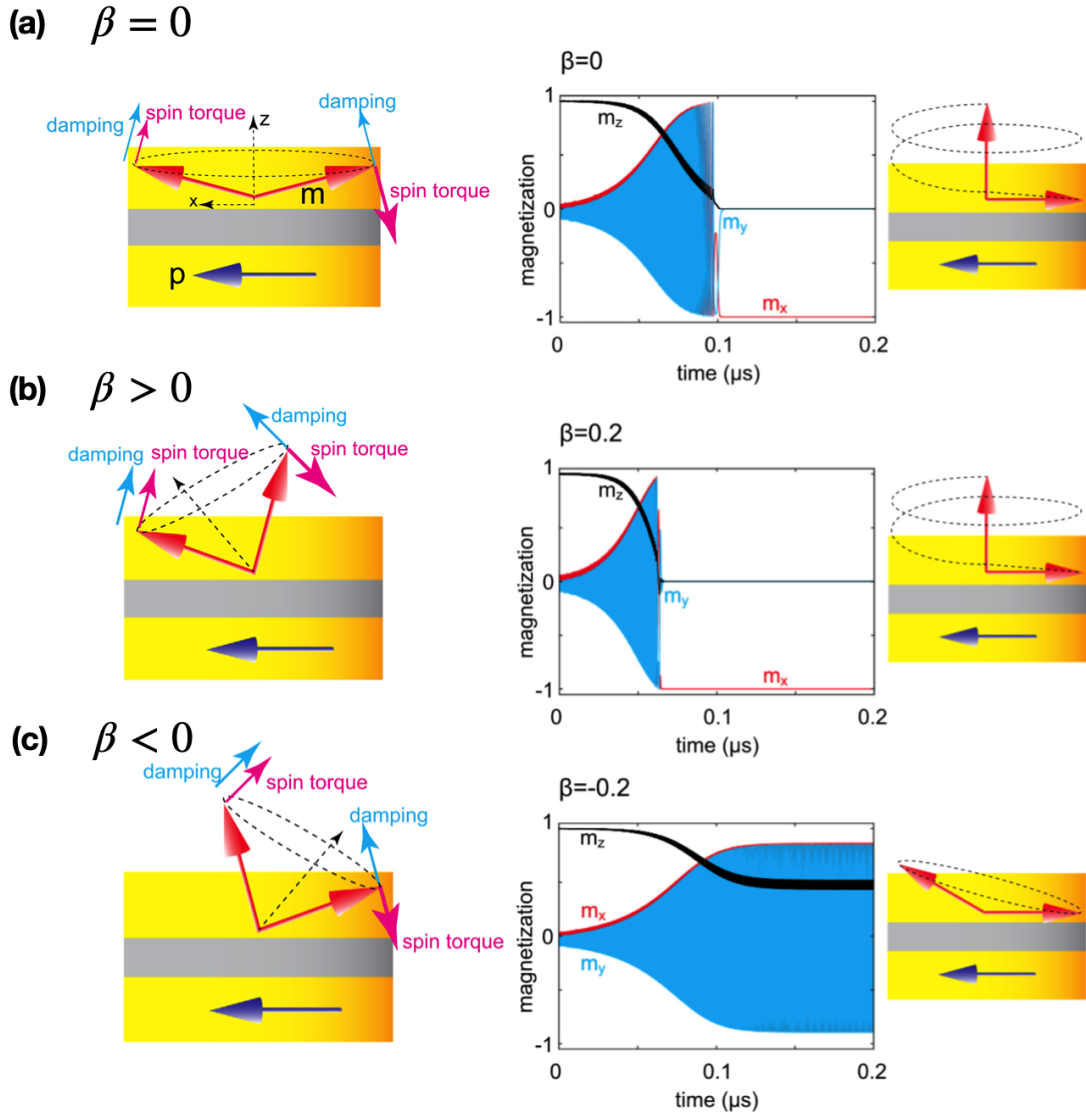 (a) β = 0
damping
spin torque
damping
z
x
m
spin torque
p
β=0
1
0
-1
magnetization
m_z
m_y
m_x
0 0.1 0.2
time (μs)
(b) β > 0
damping
damping
spin torque
spin torque
β=0.2
1
0
-1
magnetization
m_z
m_y
m_x
0 0.1 0.2
time (μs)
(c) β < 0
damping
spin torque
damping
spin torque
β=-0.2
1
0
-1
magnetization
m_z
m_x
m_y
0 0.1 0.2
time (μs)